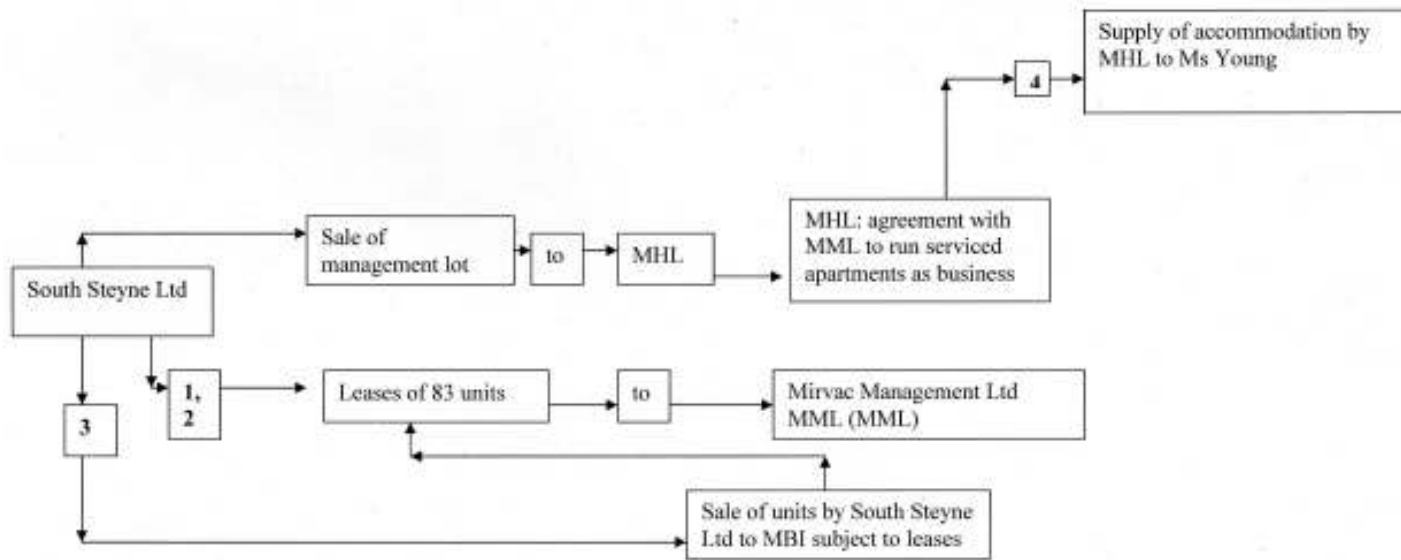 Supply of accommodation by
MHL to Ms Young
4
Sale of
management lot
to
MHL
MHL: agreement with
MML to run serviced
apartments as business
South Steyne Ltd
1,
2
Leases of 83 units
to
Mirvac Management Ltd
MML (MML)
3
Sale of units by South Steyne
Ltd to MBI subject to leases